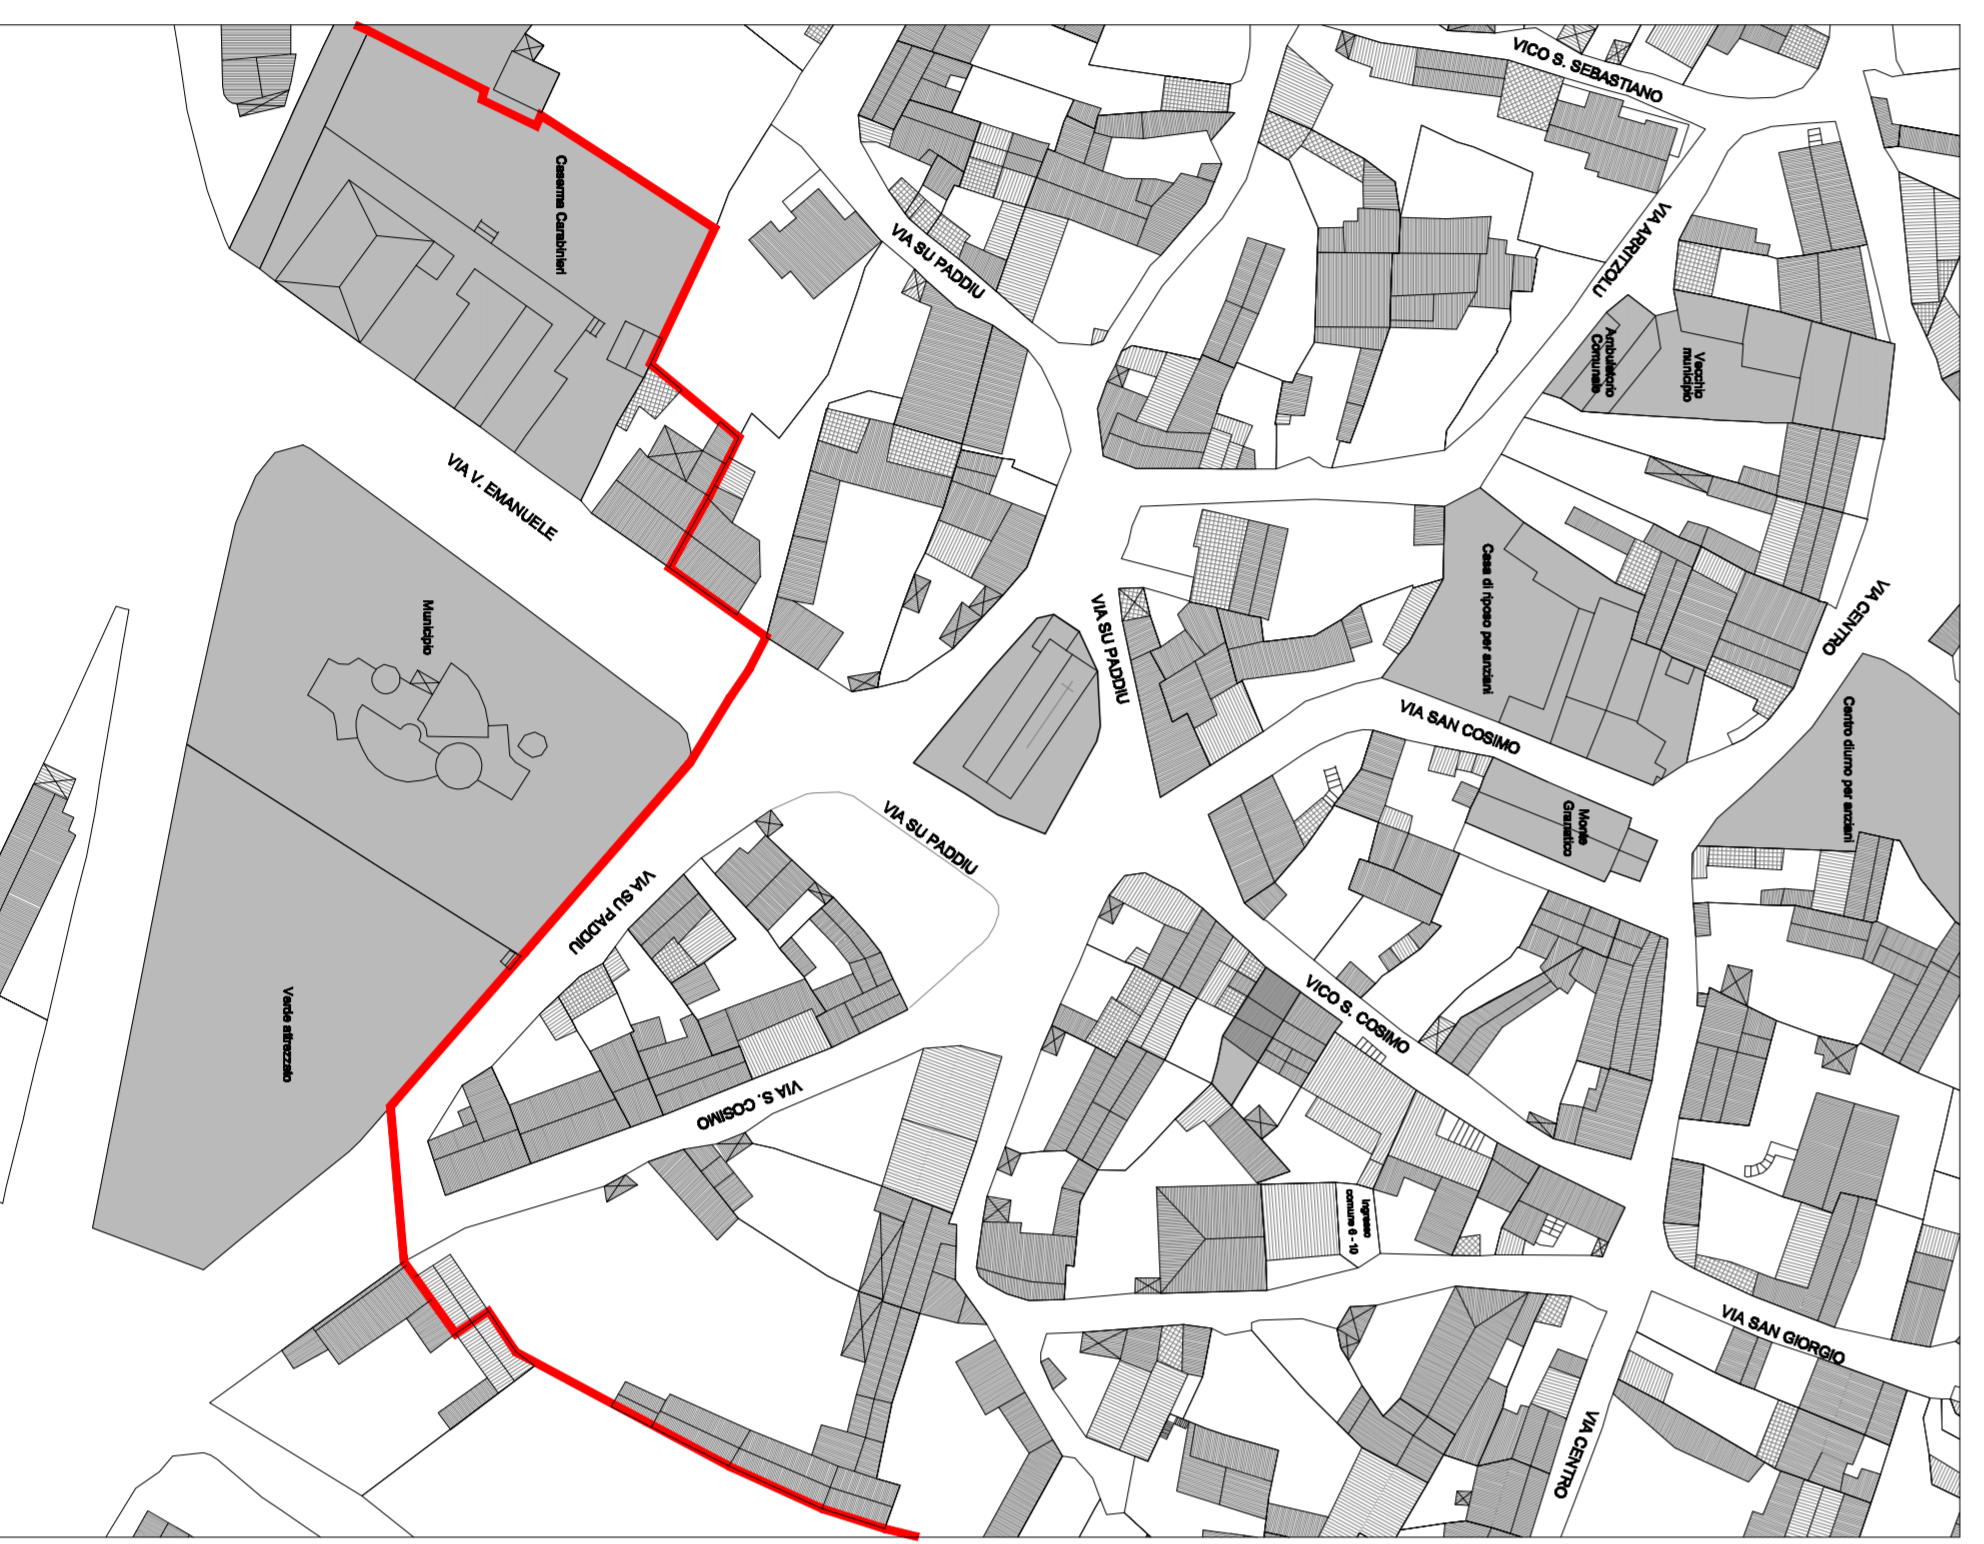 VICO S. SEBASTIANO
Caserma Carabinieri
VIA SU PADDIU
VIA ARRITZOLU
Ambulatorio
Comunale
Vecchio
municipio
VIA V. EMANUELE
Casa di riposo per anziani
VIA CENTRO
Municipio
VIA SU PADDIU
VIA SAN COSIMO
Centro diurno per anziani
VIA SU PADDIU
Monte
Granatico
VIA SU PADDIU
VICO S. COSIMO
Verde attrezzato
VIA S. COSIMO
Ingresso
comune 6 - 10
VIA SAN GIORGIO
VIA CENTRO